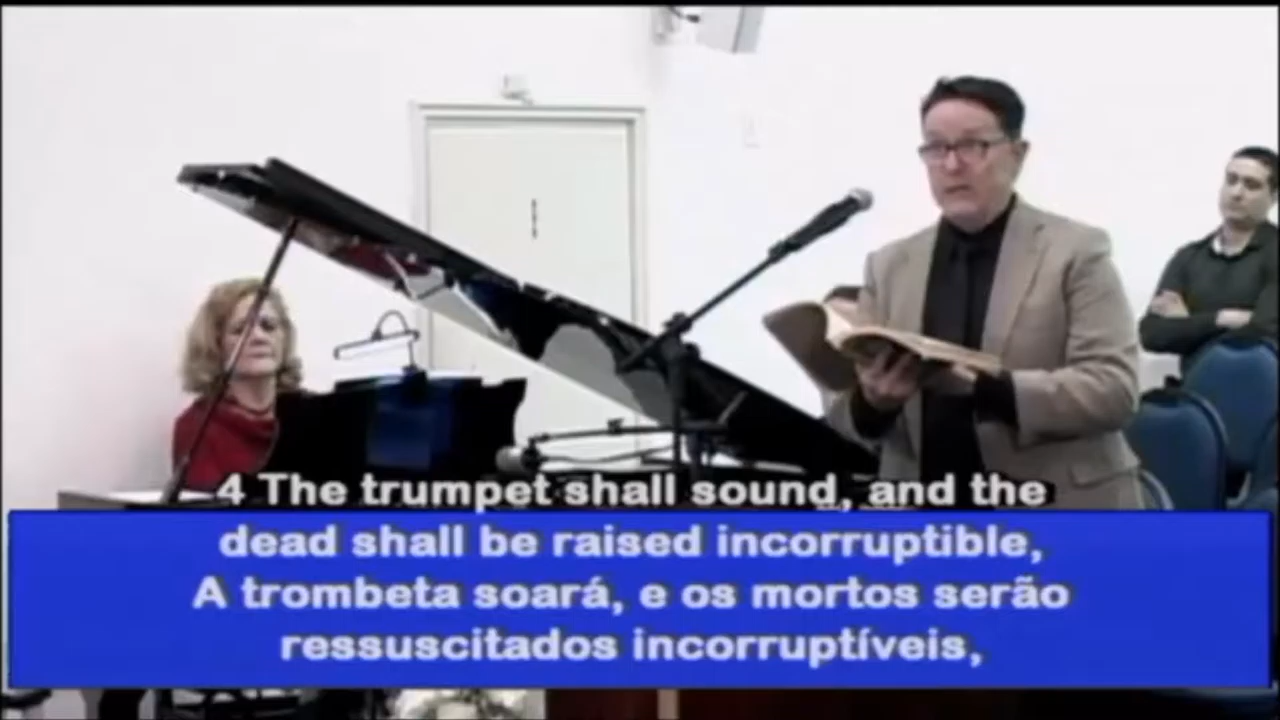 4 The trumpet shall sound, and the
dead shall be raised incorruptible,
A trombeta soará, e os mortos serão
ressuscitados incorruptíveis,